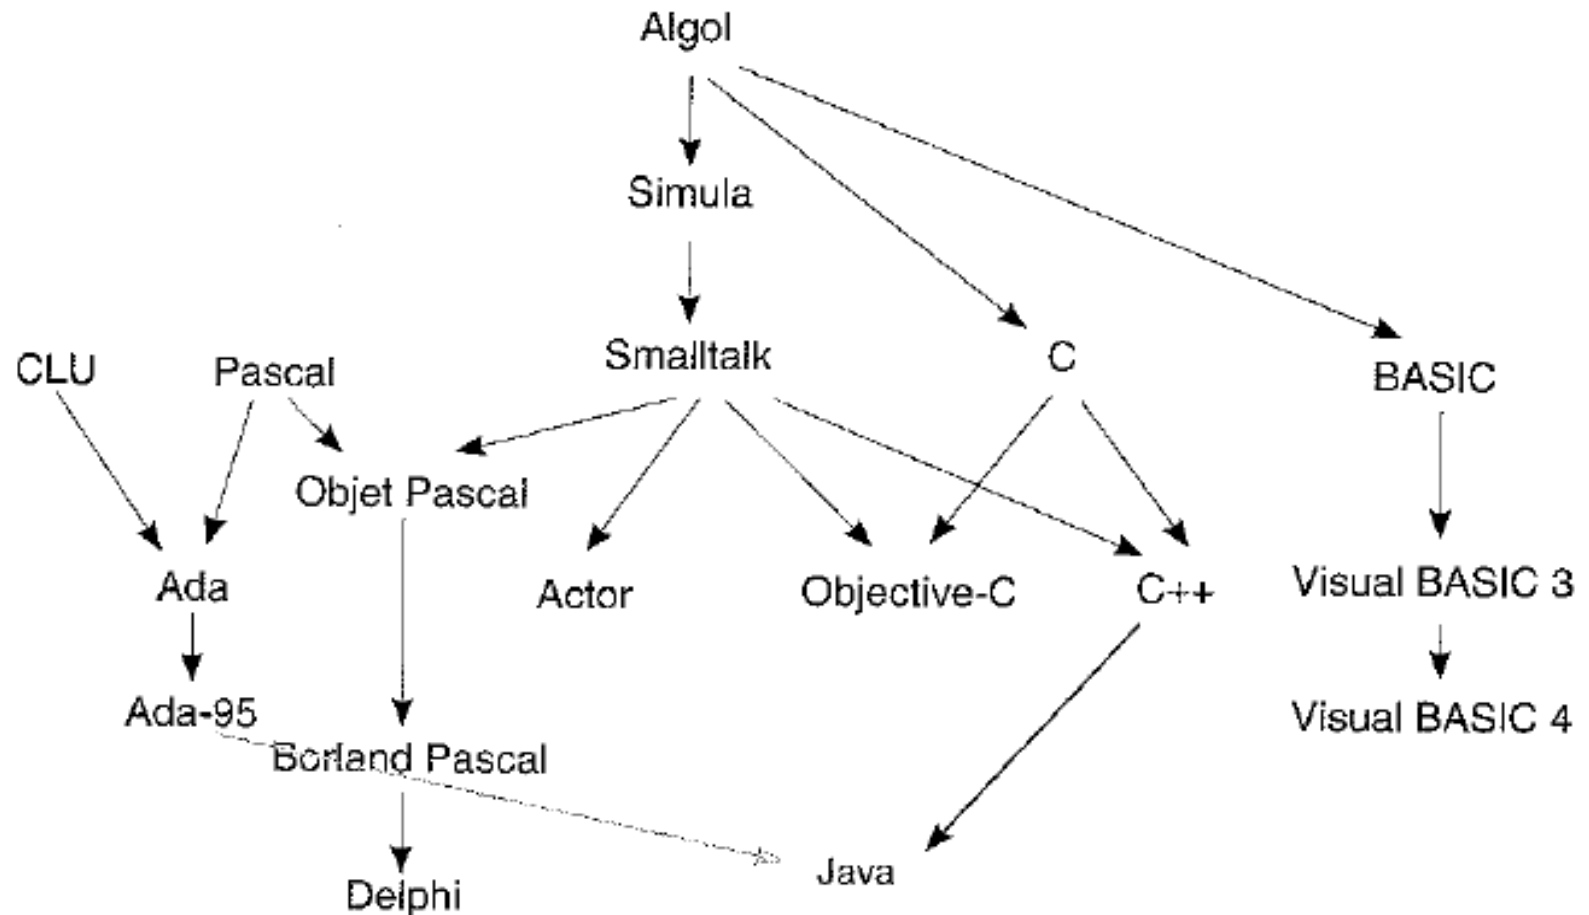 Algol
Simula
CLU
Pascal
Smalltalk
C
BASIC
Objet Pascal
Ada
Actor
Objective-C
C++
Visual BASIC 3
Ada-95
Borland Pascal
Visual BASIC 4
Java
Delphi